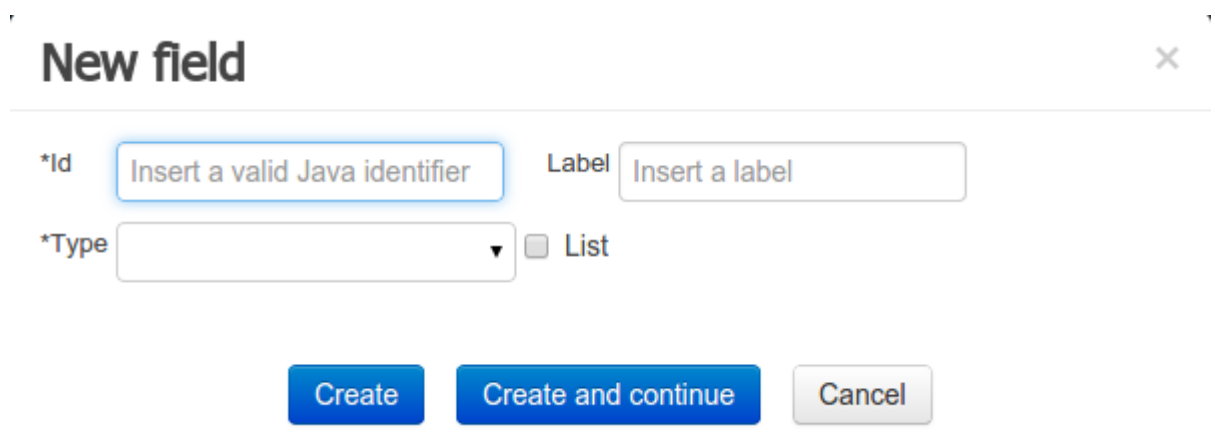 New field ×
*Id Insert a valid Java identifier Label Insert a label
*Type List
Create Create and continue Cancel